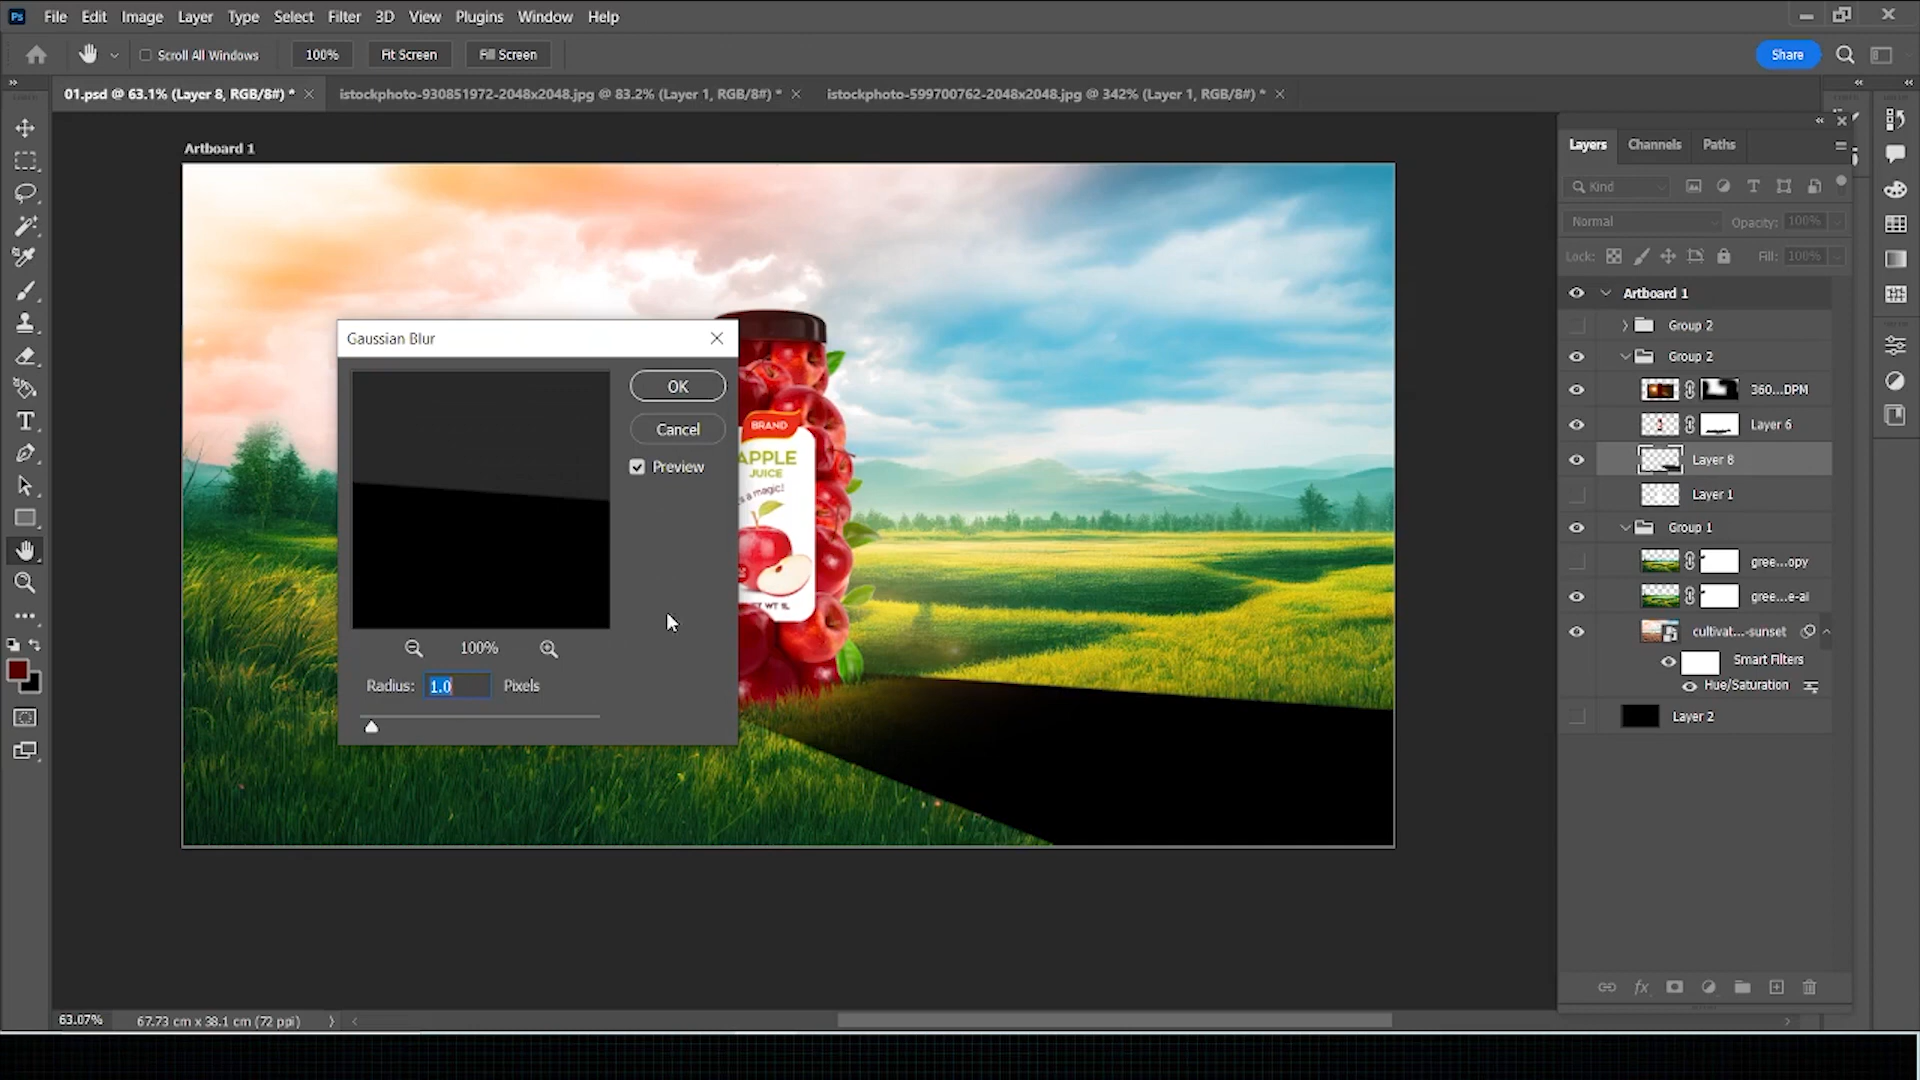 Ps File Edit Image Layer Type Select Filter 3D View Plugins Window Help
Scroll All Windows 100% Fit Screen Fill Screen Share
01.psd @ 63.1% (Layer 8, RGB/8#) * istockphoto-930851972-2048x2048.jpg @ 83.2% (Layer 1, RGB/8#) * istockphoto-599700762-2048x2048.jpg @ 342% (Layer 1, RGB/8#) *
Artboard 1
Layers Channels Paths
Kind
Normal Opacity: 100%
Lock: Fill: 100%
Artboard 1
Group 2
Group 2
360...DPM
Layer 6
Layer 8
Layer 1
Group 1
gree...opy
gree...e-ai
cultivat...-sunset
Smart Filters
Hue/Saturation
Layer 2
Gaussian Blur
OK
Cancel
Preview
100%
Radius: 1.0 Pixels
BRAND
APPLE
JUICE
magic!
WT 1L
63.07% 67.73 cm x 38.1 cm (72 ppi)